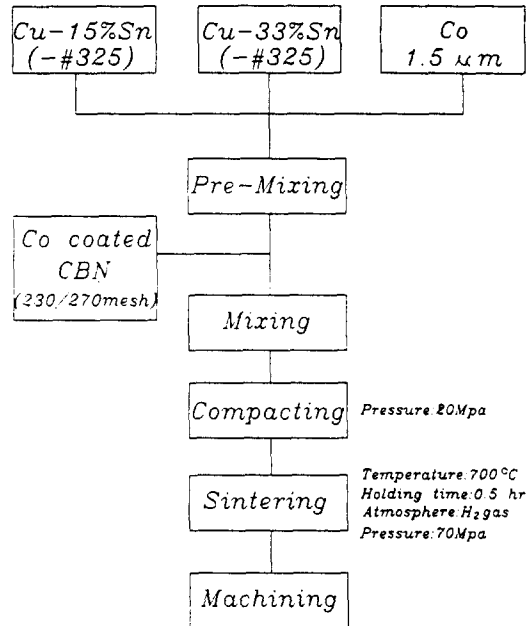 Cu-15%Sn
(-#325)
Cu-33%Sn
(-#325)
Co
1.5 μm
Pre-Mixing
Co coated
CBN
(230/270mesh)
Mixing
Compacting
Pressure:20Mpa
Sintering
Temperature:700°C
Holding time:0.5 hr
Atmosphere:H₂gas
Pressure:70Mpa
Machining